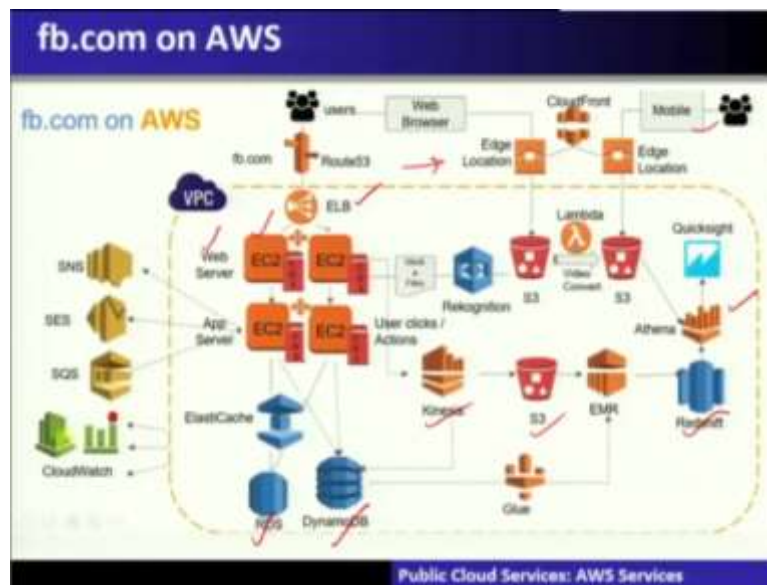 fb.com on AWS
fb.com on AWS
users
Web
Browser
CloudFront
Mobile
fb.com
Route53
Edge
Location
Edge
Location
VPC
ELB
Lambda
Quicksight
SNS
Web
Server
EC2
EC2
Rekognition
S3
Video
Convert
S3
SES
App
Server
EC2
EC2
User clicks /
Actions
Athena
SQS
Kinesis
S3
EMR
Redshift
ElastiCache
CloudWatch
RDS
DynamoDB
Glue
Public Cloud Services: AWS Services